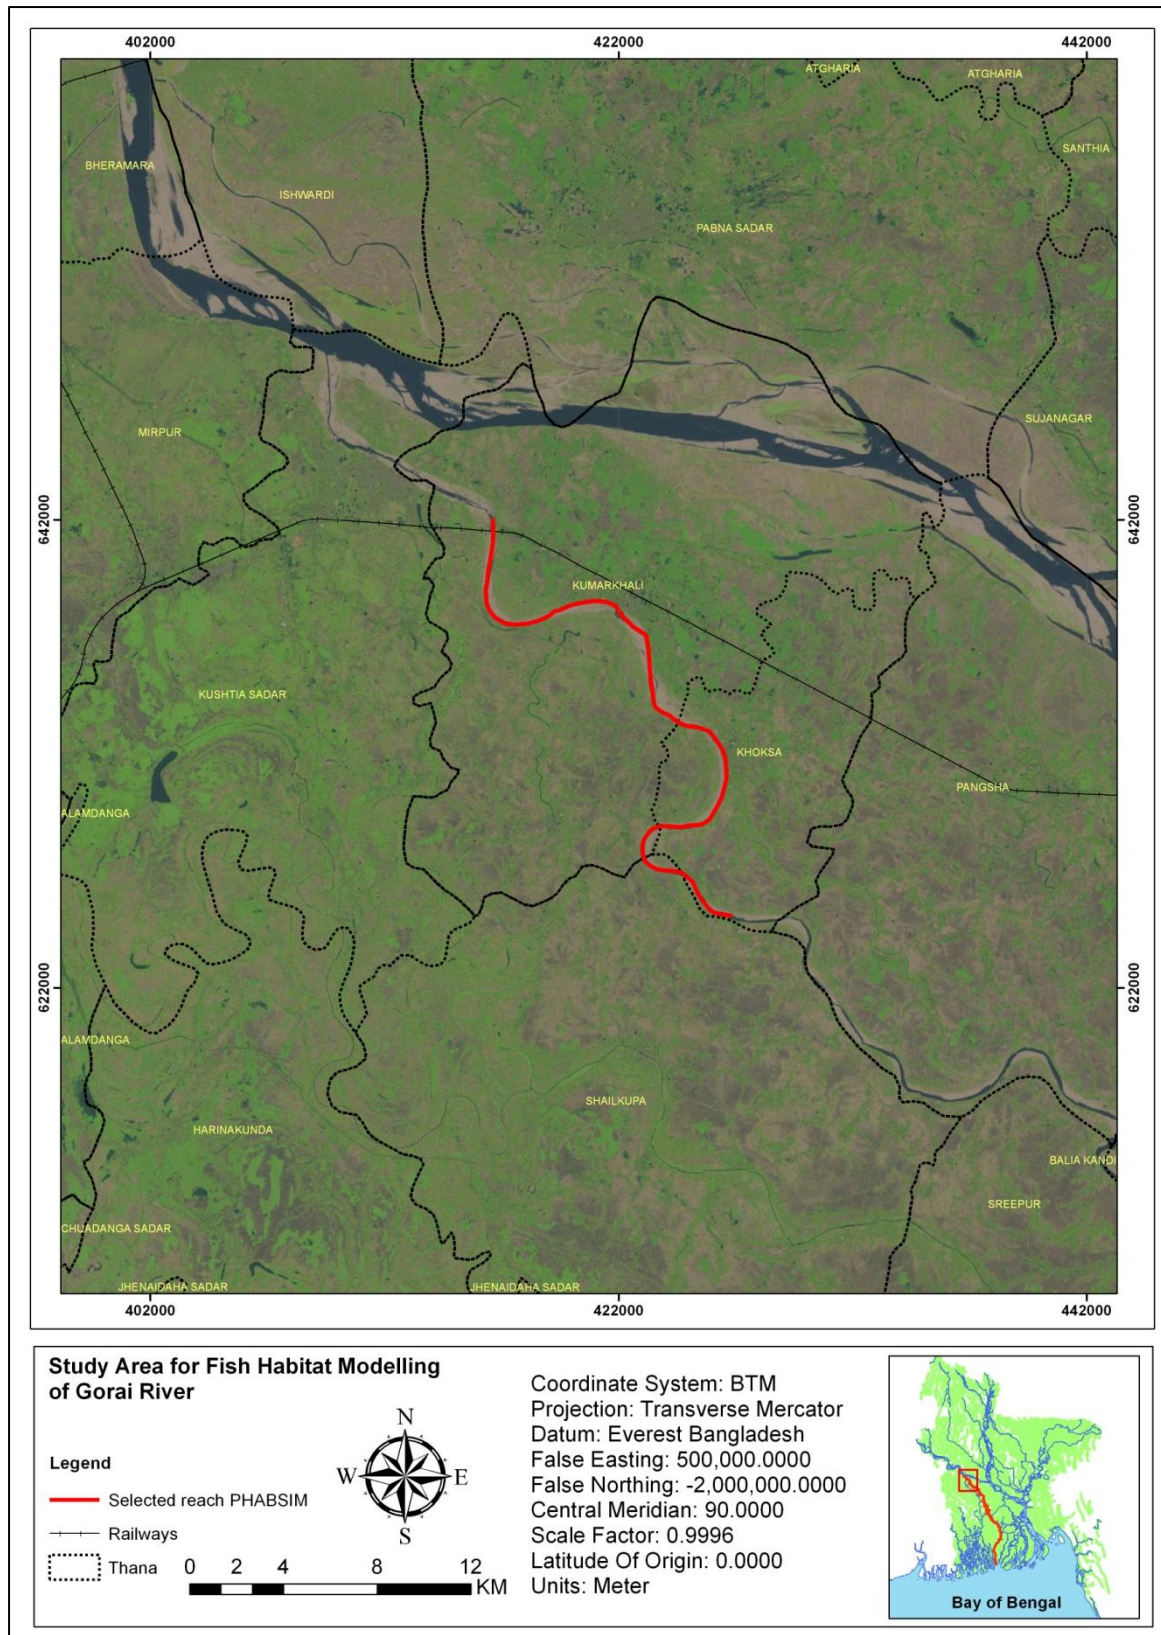 402000
422000
442000
ATGHARIA
ATGHARIA
SANTHIA
BHERAMARA
ISHWARDI
PABNA SADAR
SUJANAGAR
MIRPUR
642000
642000
KUMARKHALI
KUSHTIA SADAR
KHOKSA
PANGSHA
ALAMDANGA
622000
622000
ALAMDANGA
SHAILKUPA
HARINAKUNDA
BALIA KANDI
SREEPUR
CHUADANGA SADAR
JHENAIDAHA SADAR
JHENAIDAHA SADAR
402000
422000
442000
Study Area for Fish Habitat Modelling
of Gorai River
Legend
Selected reach PHABSIM
Railways
Thana
N
W
E
S
0 2 4 8 12
KM
Coordinate System: BTM
Projection: Transverse Mercator
Datum: Everest Bangladesh
False Easting: 500,000.0000
False Northing: -2,000,000.0000
Central Meridian: 90.0000
Scale Factor: 0.9996
Latitude Of Origin: 0.0000
Units: Meter
Bay of Bengal